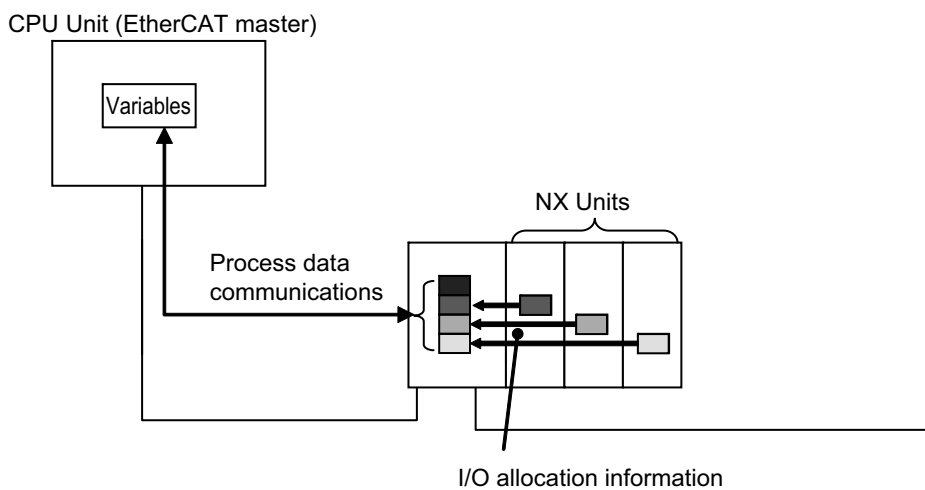 CPU Unit (EtherCAT master)
Variables
NX Units
Process data
communications
I/O allocation information